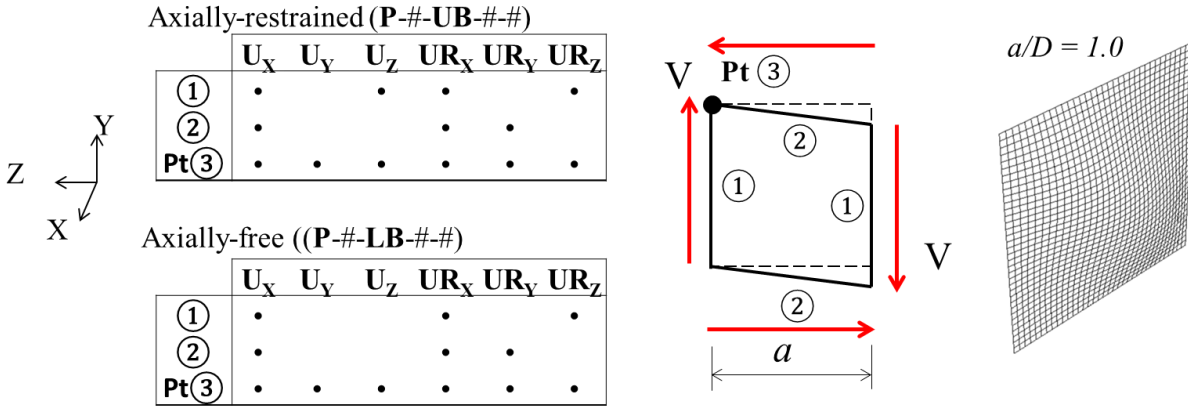 Axially-restrained (P-#-UB-#-#)
U_X U_Y U_Z UR_X UR_Y UR_Z
① • • • •
② • • •
Pt③ • • • • • •
Y
Z
X
Axially-free ((P-#-LB-#-#)
U_X U_Y U_Z UR_X UR_Y UR_Z
① • • •
② • • •
Pt③ • • • • • •
V Pt ③
②
① ①
V
②
a
a/D = 1.0